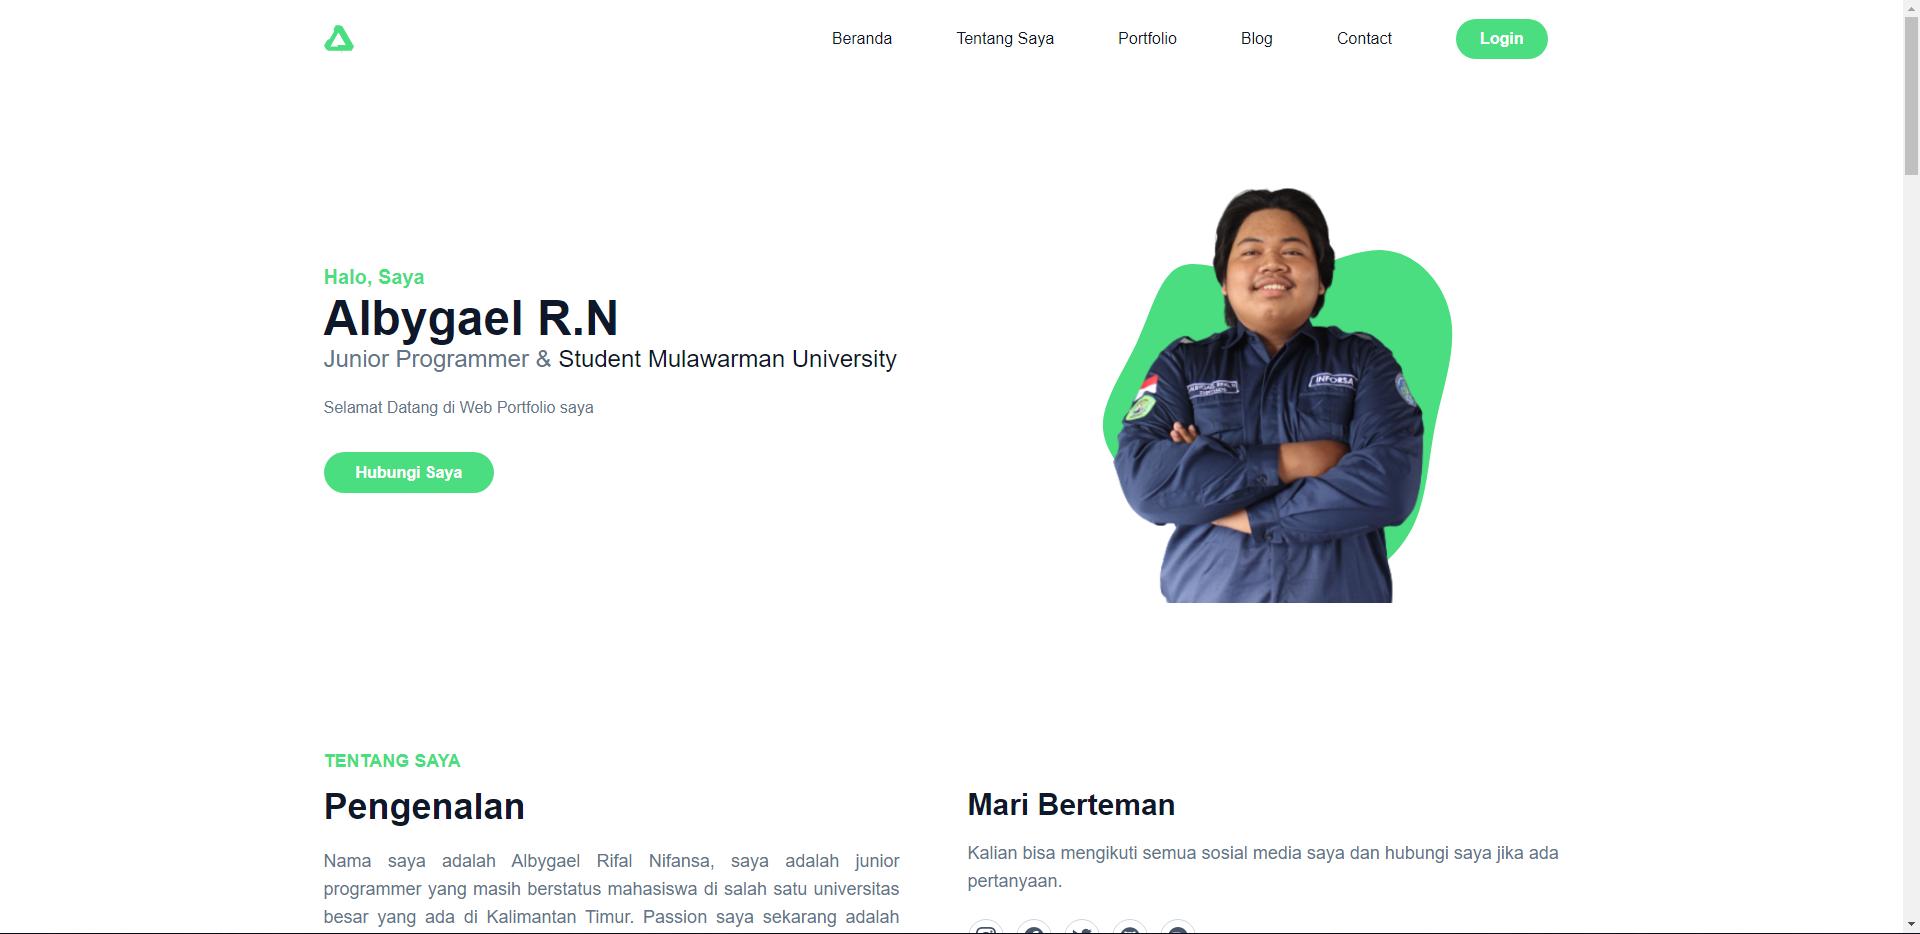 Beranda Tentang Saya Portfolio Blog Contact Login
Halo, Saya
Albygael R.N
Junior Programmer & Student Mulawarman University
Selamat Datang di Web Portfolio saya
Hubungi Saya
INFORSA
TENTANG SAYA
Pengenalan
Nama saya adalah Albygael Rifal Nifansa, saya adalah junior
programmer yang masih berstatus mahasiswa di salah satu universitas
besar yang ada di Kalimantan Timur. Passion saya sekarang adalah
Mari Berteman
Kalian bisa mengikuti semua sosial media saya dan hubungi saya jika ada
pertanyaan.